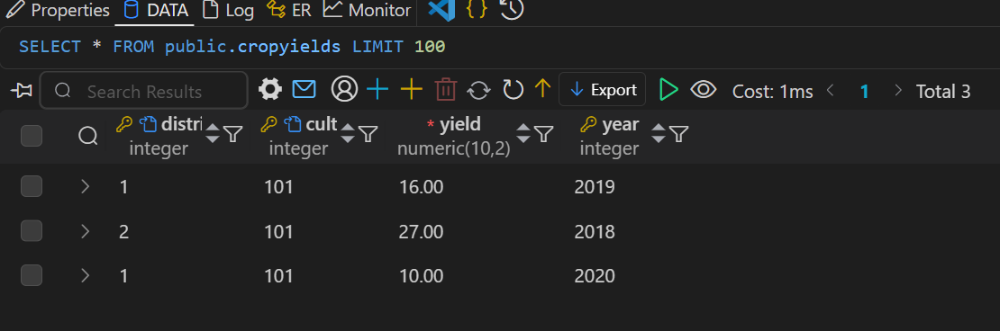 Properties DATA Log ER Monitor { }
SELECT * FROM public.cropyields LIMIT 100
Search Results Export Cost: 1ms 1 Total 3
distri cult * yield year
integer integer numeric(10,2) integer
1 101 16.00 2019
2 101 27.00 2018
1 101 10.00 2020